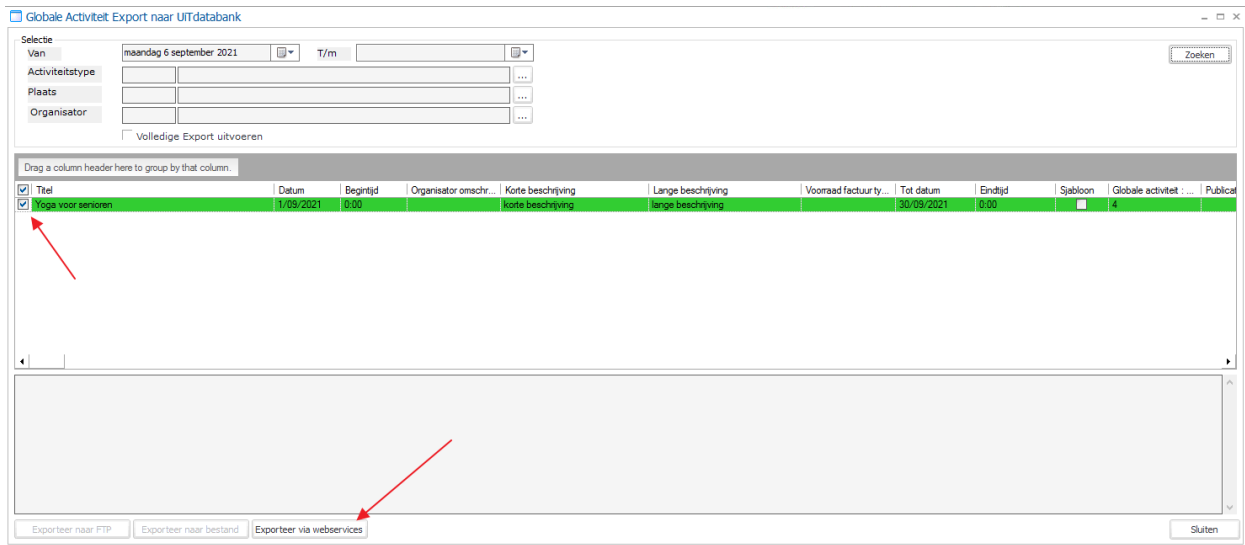 Globale Activiteit Export naar UiTdatabank
Selectie
Van maandag 6 september 2021 T/m Zoeken
Activiteitstype ...
Plaats ...
Organisator ...
Volledige Export uitvoeren
Drag a column header here to group by that column.
Titel Datum Begintijd Organisator omschr... Korte beschrijving Lange beschrijving Voorraad factuur ty... Tot datum Eindtijd Sjabloon Globale activiteit : ... Publicat
Yoga voor senioren 1/09/2021 0:00 korte beschrijving lange beschrijving 30/09/2021 0:00 4
Exporteer naar FTP Exporteer naar bestand Exporteer via webservices Sluiten